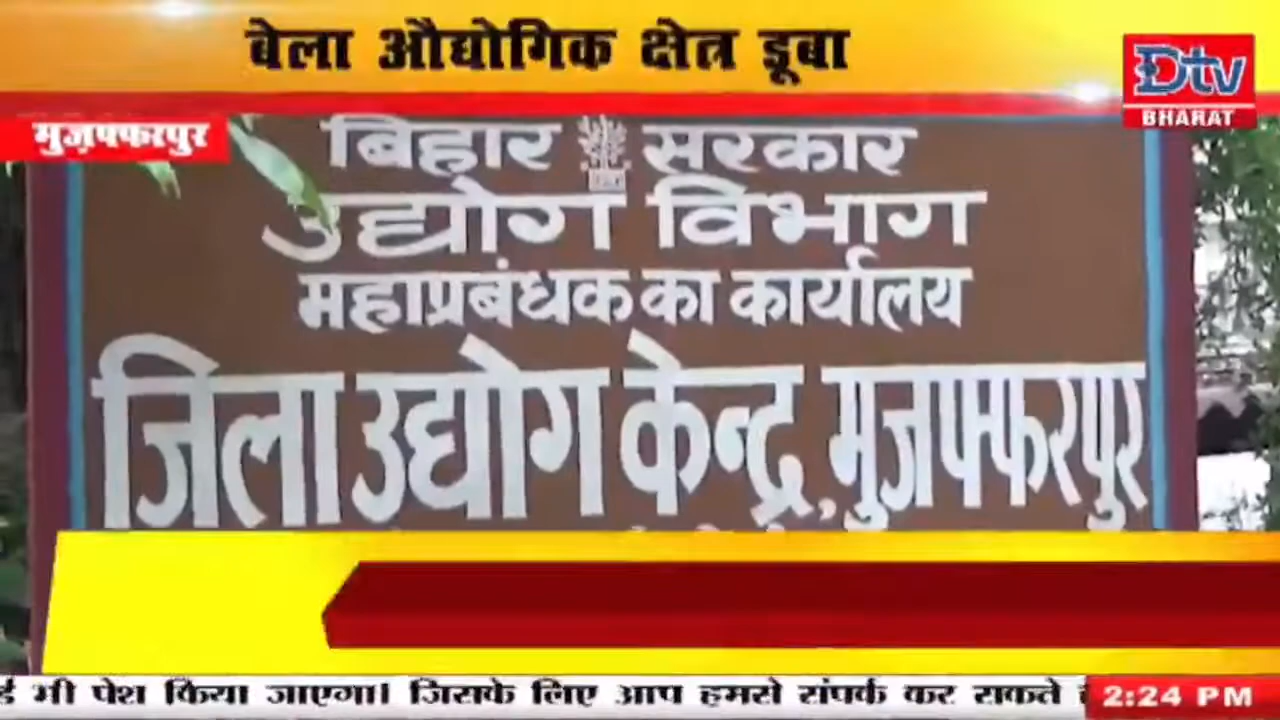 बेला औद्योगिक क्षेत्र डूबा
Dtv
BHARAT
मुज़फ्फरपुर
बिहार सरकार
उद्योग विभाग
महाप्रबंधक का कार्यालय
जिला उद्योग केन्द्र, मुजफ्फरपुर
भी पेश किया जाएगा। जिसके लिए आप हमसे संपर्क कर सकते
2:24 PM